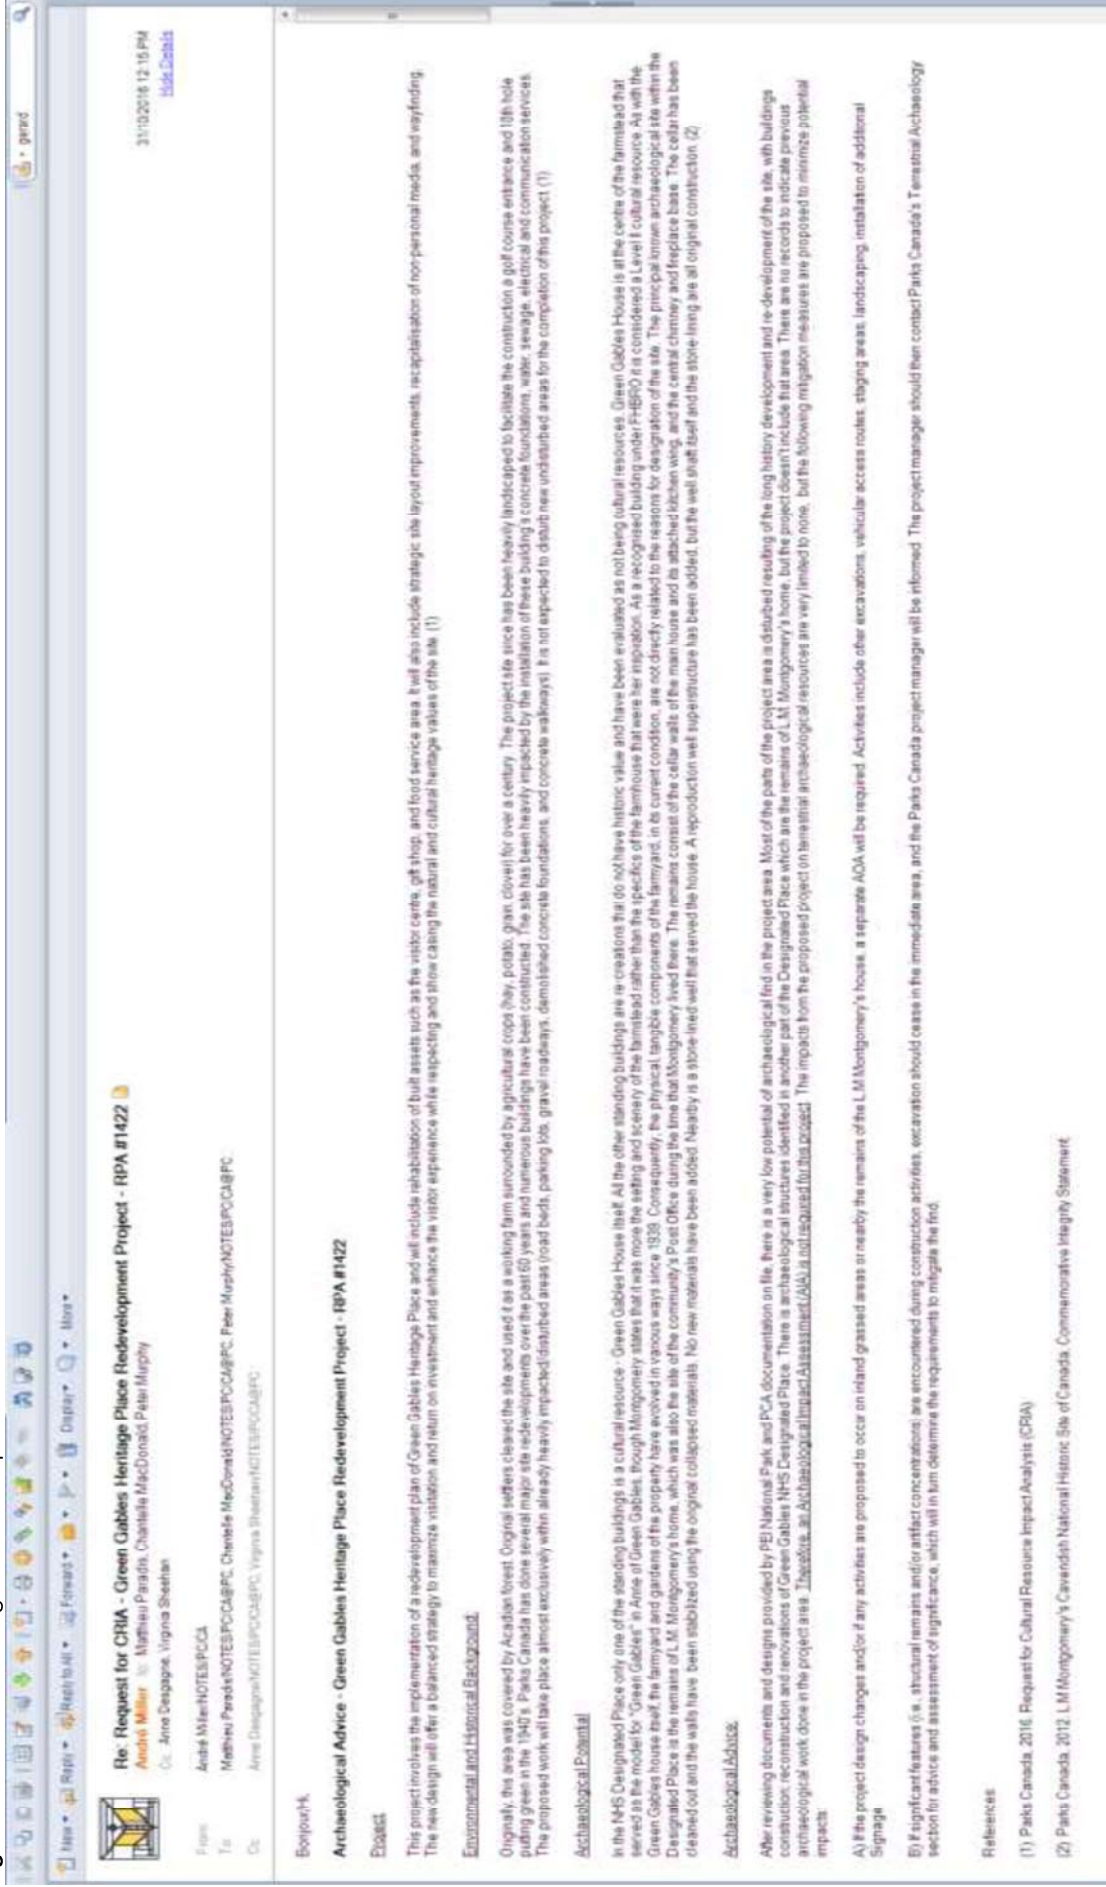 gerard
New Reply Reply to All Forward Display More
Re: Request for CRIA - Green Gables Heritage Place Redevelopment Project - RPA #1422
André Miller to: Matthieu Paradis, Chantelle MacDonald, Peter Murphy
31/10/2016 12:15 PM
Cc: Anne Desgagne, Virginia Sheehan
Hide Details
From: André Miller/NOTES/PC/CA
To: Matthieu Paradis/NOTES/PC/CA@PC, Chantelle MacDonald/NOTES/PC/CA@PC, Peter Murphy/NOTES/PC/CA@PC
Cc: Anne Desgagne/NOTES/PC/CA@PC, Virginia Sheehan/NOTES/PC/CA@PC
Bonjour/Hi,
Archaeological Advice - Green Gables Heritage Place Redevelopment Project - RPA #1422
Project
This project involves the implementation of a redevelopment plan of Green Gables Heritage Place and will include rehabilitation of built assets such as the visitor centre, gift shop, and food service area. It will also include strategic site layout improvements, recapitalisation of non-personal media, and wayfinding.
The new design will offer a balanced strategy to maximize visitation and return on investment and enhance the visitor experience while respecting and show casing the natural and cultural heritage values of the site. (1)
Environmental and Historical Background:
Originally, this area was covered by Acadian forest. Original settlers cleared the site and used it as a working farm surrounded by agricultural crops (hay, potato, grain, clover) for over a century. The project site since has been heavily landscaped to facilitate the construction a golf course entrance and 10th hole
putting green in the 1940's. Parks Canada has done several major site redevelopments over the past 60 years and numerous buildings have been constructed. The site has been heavily impacted by the installation of these building's concrete foundations, water, sewage, electrical and communication services.
The proposed work will take place almost exclusively within already heavily impacted/disturbed areas (road beds, parking lots, gravel roadways, demolished concrete foundations, and concrete walkways). It is not expected to disturb new undisturbed areas for the completion of this project. (1)
Archaeological Potential:
In the NHS Designated Place only one of the standing buildings is a cultural resource - Green Gables House itself. All the other standing buildings are re-creations that do not have historic value and have been evaluated as not being cultural resources. Green Gables House is at the centre of the farmstead that
served as the model for "Green Gables" in Anne of Green Gables, though Montgomery states that it was more the setting and scenery of the farmstead rather than the specifics of the farmhouse that were her inspiration. As a recognised building under FHBRO it is considered a Level II cultural resource. As with the
Green Gables house itself, the farmyard and gardens of the property have evolved in various ways since 1939. Consequently, the physical, tangible components of the farmyard, in its current condition, are not directly related to the reasons for designation of the site. The principal known archaeological site within the
Designated Place is the remains of L.M. Montgomery's home, which was also the site of the community's Post Office during the time that Montgomery lived there. The remains consist of the cellar walls of the main house and its attached kitchen wing, and the central chimney and fireplace base. The cellar has been
cleaned out and the walls have been stabilized using the original collapsed materials. No new materials have been added. Nearby is a stone-lined well that served the house. A reproduction well superstructure has been added, but the well shaft itself and the stone-lining are all original construction. (2)
Archaeological Advice:
After reviewing documents and designs provided by PEI National Park and PCA documentation on file, there is a very low potential of archaeological find in the project area. Most of the parts of the project area is disturbed resulting of the long history development and re-development of the site, with buildings
construction, reconstruction and renovations of Green Gables NHS Designated Place. There is archaeological structures identified in another part of the Designated Place which are the remains of L.M. Montgomery's home, but the project doesn't include that area. There are no records to indicate previous
archaeological work done in the project area. Therefore, an Archaeological Impact Assessment (AIA) is not required for this project. The impacts from the proposed project on terrestrial archaeological resources are very limited to none, but the following mitigation measures are proposed to minimize potential
impacts
A) If the project design changes and/or if any Activities are proposed to occur on inland grassed areas or nearby the remains of the L.M Montgomery's house, a separate AOA will be required. Activities include other excavations, vehicular access routes, staging areas, landscaping, installation of additional
Signage
B) If significant features (i.e., structural remains and/or artifact concentrations) are encountered during construction activities, excavation should cease in the immediate area, and the Parks Canada project manager will be informed. The project manager should then contact Parks Canada's Terrestrial Archaeology
section for advice and assessment of significance, which will in turn determine the requirements to mitigate the find.
References
(1) Parks Canada, 2016. Request for Cultural Resource Impact Analysis (CRIA)
(2) Parks Canada, 2012. L.M Montgomery's Cavendish National Historic Site of Canada, Commemorative Integrity Statement.